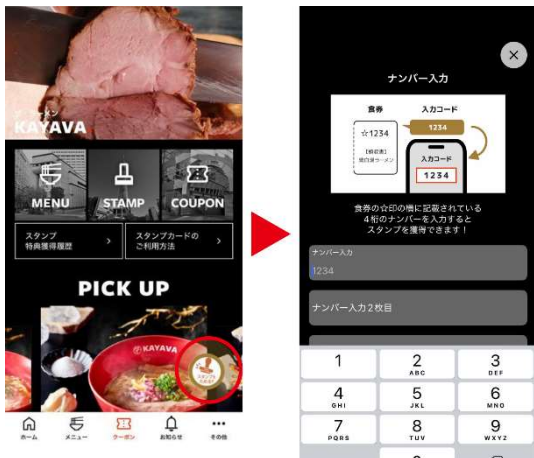 KAYAVA
MENU
STAMP
COUPON
スタンプ
特典獲得履歴
スタンプカードの
ご利用方法
PICK UP
KAYAVA
ホーム
メニュー
クーポン
お知らせ
その他
ナンバー入力
食券
入力コード
☆1234
1234
入力コード
1234
食券の☆印の横に記載されている
4桁のナンバーを入力すると
スタンプを獲得できます！
ナンバー入力
1234
ナンバー入力2枚目
1
2
ABC
3
DEF
4
GHI
5
JKL
6
MNO
7
PQRS
8
TUV
9
WXYZ